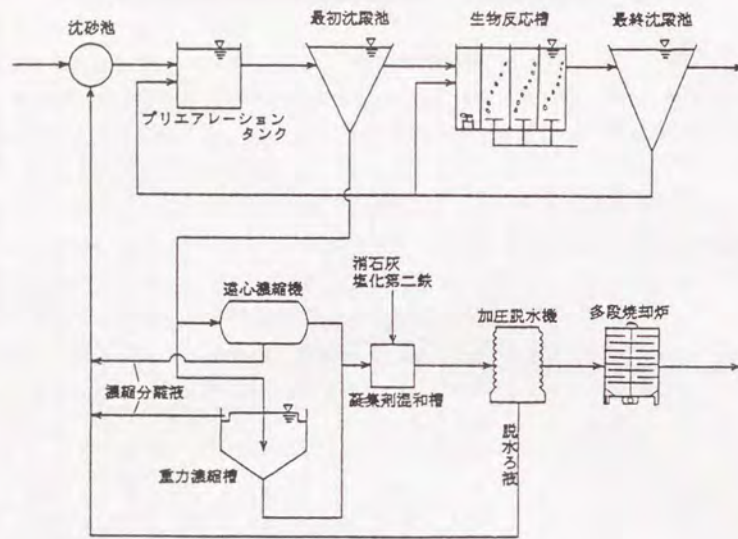 沈砂池
最初沈殿池
生物反応槽
最終沈殿池
プリエアレーション
タンク
消石灰
塩化第二鉄
遠心濃縮機
加圧脱水機
多段焼却炉
濃縮分離液
凝集剤混和槽
脱水ろ液
重力濃縮槽